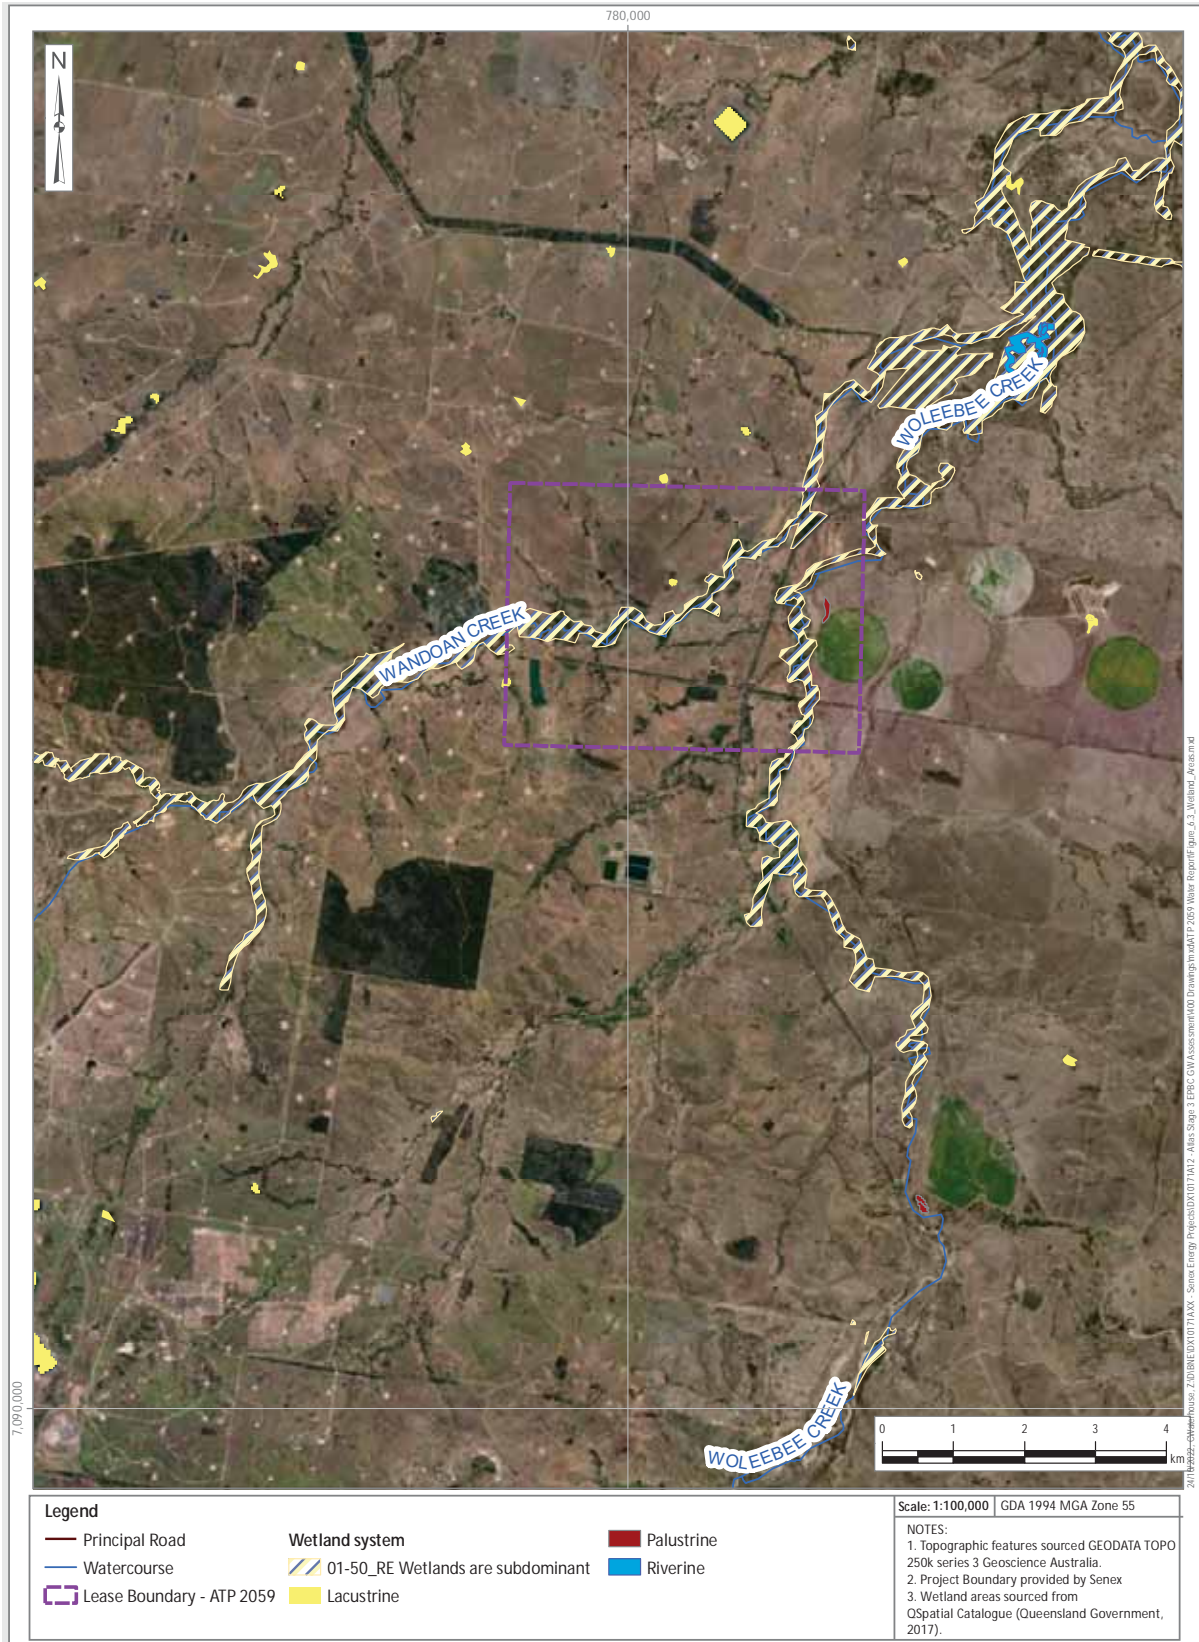 780,000
N
WOLEEBEE CREEK
WANDOAN CREEK
7,090,000
WOLEEBEE CREEK
0 1 2 3 4
km
Legend
Principal Road
Watercourse
Lease Boundary - ATP 2059
Wetland system
01-50_RE Wetlands are subdominant
Lacustrine
Palustrine
Riverine
Scale: 1:100,000 GDA 1994 MGA Zone 55
NOTES:
1. Topographic features sourced GEODATA TOPO
250k series 3 Geoscience Australia.
2. Project Boundary provided by Senex
3. Wetland areas sourced from
QSpatial Catalogue (Queensland Government,
2017).